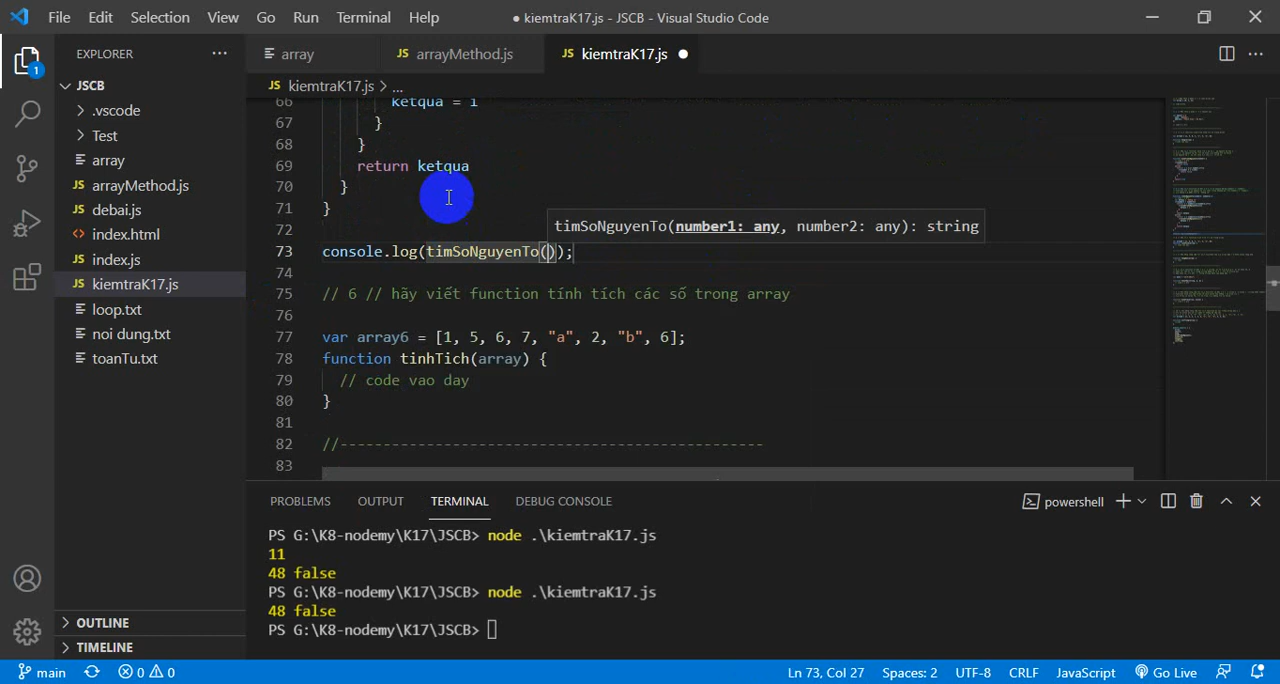 File Edit Selection View Go Run Terminal Help
● kiemtraK17.js - JSCB - Visual Studio Code
1
EXPLORER
JSCB
.vscode
Test
array
JS arrayMethod.js
JS debai.js
<> index.html
JS index.js
JS kiemtraK17.js
loop.txt
noi dung.txt
toanTu.txt
OUTLINE
TIMELINE
array
JS arrayMethod.js
JS kiemtraK17.js
JS kiemtraK17.js > ...
66 ketqua = i
67 }
68 }
69 return ketqua
70 }
71 }
72
timSoNguyenTo(number1: any, number2: any): string
73 console.log(timSoNguyenTo());
74
75 // 6 // hãy viết function tính tích các số trong array
76
77 var array6 = [1, 5, 6, 7, "a", 2, "b", 6];
78 function tinhTich(array) {
79 // code vao day
80 }
81
82 //------------------------------------------------
83
PROBLEMS OUTPUT TERMINAL DEBUG CONSOLE
powershell
PS G:\K8-nodemy\K17\JSCB> node .\kiemtraK17.js
11
48 false
PS G:\K8-nodemy\K17\JSCB> node .\kiemtraK17.js
48 false
PS G:\K8-nodemy\K17\JSCB>
main 0 0 Ln 73, Col 27 Spaces: 2 UTF-8 CRLF JavaScript Go Live